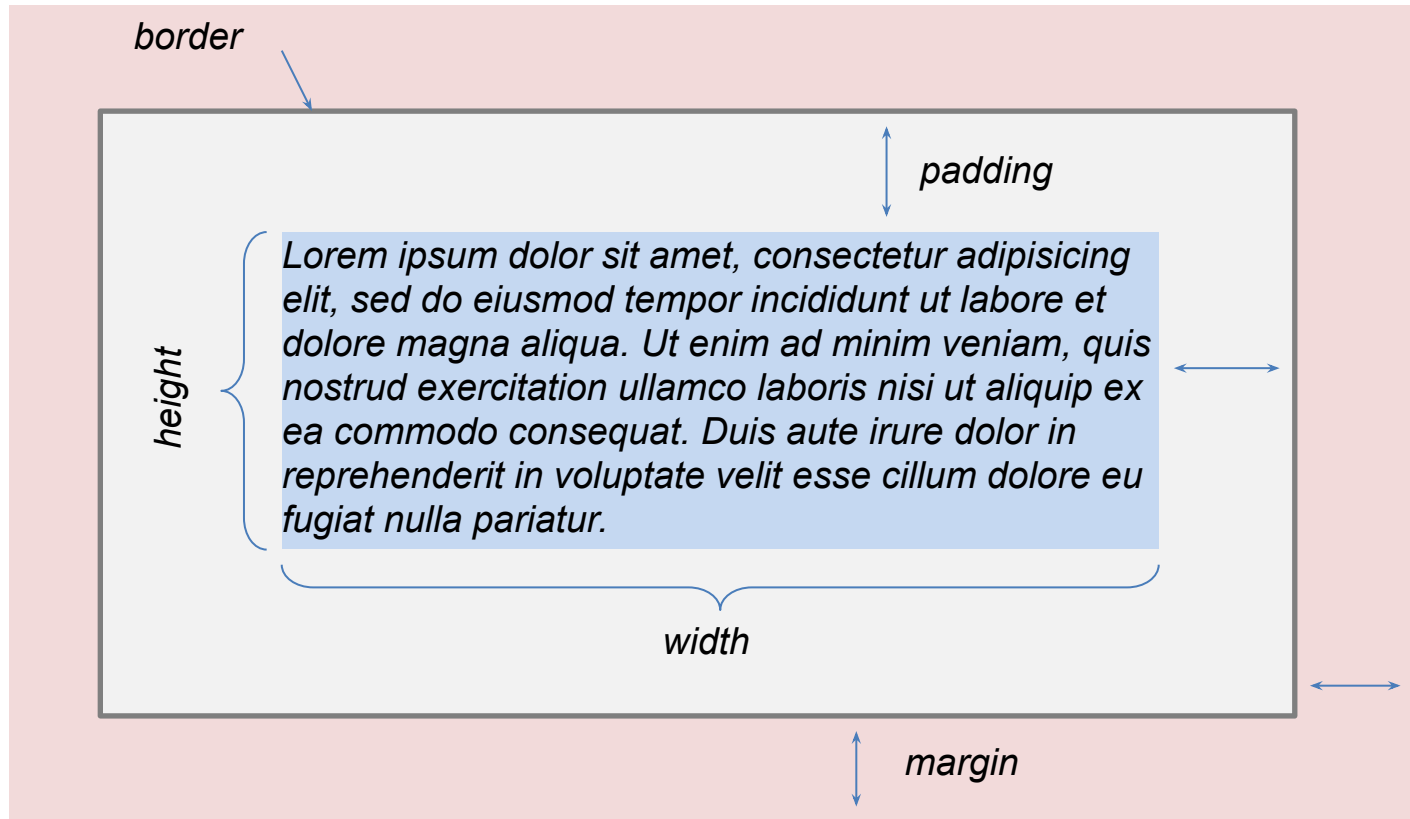 border
padding
Lorem ipsum dolor sit amet, consectetur adipisicing
elit, sed do eiusmod tempor incididunt ut labore et
dolore magna aliqua. Ut enim ad minim veniam, quis
nostrud exercitation ullamco laboris nisi ut aliquip ex
ea commodo consequat. Duis aute irure dolor in
reprehenderit in voluptate velit esse cillum dolore eu
fugiat nulla pariatur.
height
width
margin